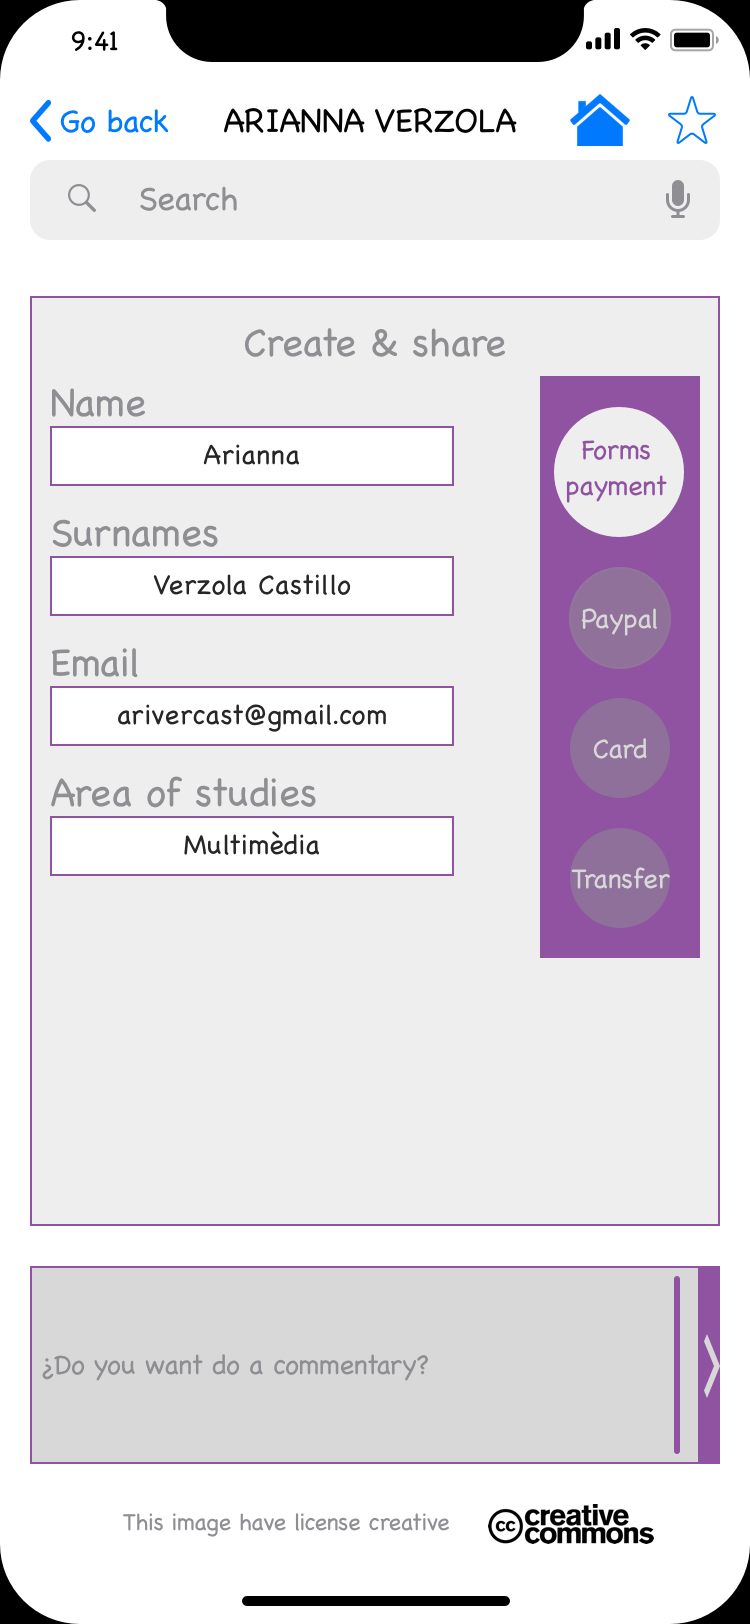 9:41
Go back
ARIANNA VERZOLA
Search
Create & share
Name
Arianna
Surnames
Verzola Castillo
Email
arivercast@gmail.com
Area of studies
Multimèdia
Forms
payment
Paypal
Card
Transfer
¿Do you want do a commentary?
This image have license creative
cc creative
commons